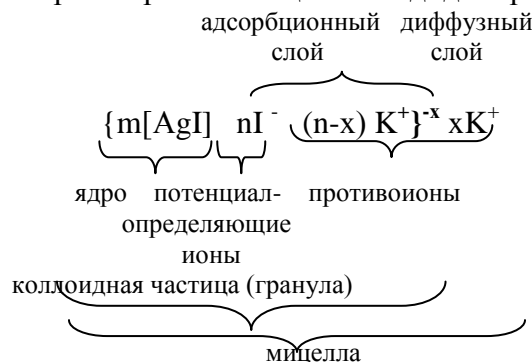 адсорбционный диффузный
слой слой
{m[AgI] nI⁻ (n-x) K⁺}⁻ˣ xK⁺
ядро потенциал- противоионы
определяющие
ионы
коллоидная частица (гранула)
мицелла